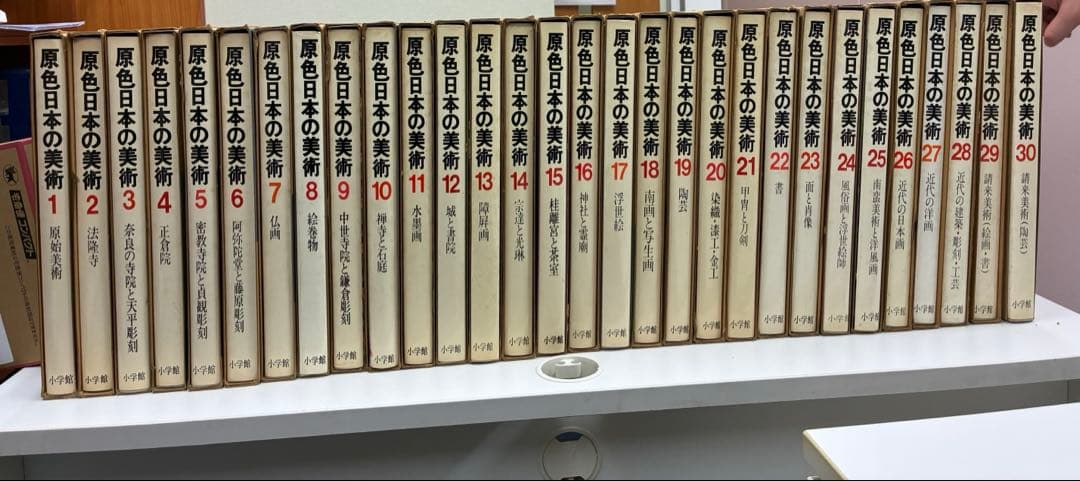 原色日本の美術 1 原始美術 小学館
原色日本の美術 2 法隆寺 小学館
原色日本の美術 3 奈良の寺院と天平彫刻 小学館
原色日本の美術 4 正倉院 小学館
原色日本の美術 5 密教寺院と貞観彫刻 小学館
原色日本の美術 6 阿弥陀堂と藤原彫刻 小学館
原色日本の美術 7 仏画 小学館
原色日本の美術 8 絵巻物 小学館
原色日本の美術 9 中世寺院と鎌倉彫刻 小学館
原色日本の美術 10 禅寺と石庭 小学館
原色日本の美術 11 水墨画 小学館
原色日本の美術 12 城と書院 小学館
原色日本の美術 13 障屏画 小学館
原色日本の美術 14 宗達と光琳 小学館
原色日本の美術 15 桂離宮と茶室 小学館
原色日本の美術 16 神社と霊廟 小学館
原色日本の美術 17 浮世絵 小学館
原色日本の美術 18 南画と写生画 小学館
原色日本の美術 19 陶芸 小学館
原色日本の美術 20 染織・漆工・金工 小学館
原色日本の美術 21 甲冑と刀剣 小学館
原色日本の美術 22 書 小学館
原色日本の美術 23 面と肖像 小学館
原色日本の美術 24 風俗画と浮世絵師 小学館
原色日本の美術 25 南蛮美術と洋風画 小学館
原色日本の美術 26 近代の日本画 小学館
原色日本の美術 27 近代の洋画 小学館
原色日本の美術 28 近代の建築・彫刻・工芸 小学館
原色日本の美術 29 請来美術(絵画・書) 小学館
原色日本の美術 30 請来美術(陶芸) 小学館